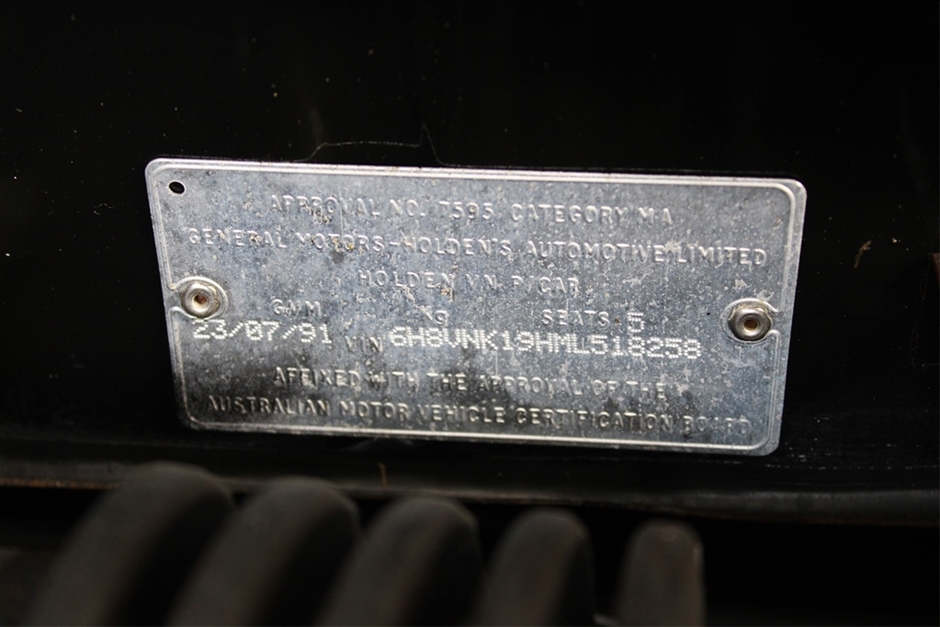 APPROVAL NO. 7595 CATEGORY MA
GENERAL MOTORS-HOLDEN'S AUTOMOTIVE LIMITED
HOLDEN VN P/CAR
GVM kg SEATS 5
23/07/91 VIN 6H8VNK19HML518258
AFFIXED WITH THE APPROVAL OF THE
AUSTRALIAN MOTOR VEHICLE CERTIFICATION BOARD